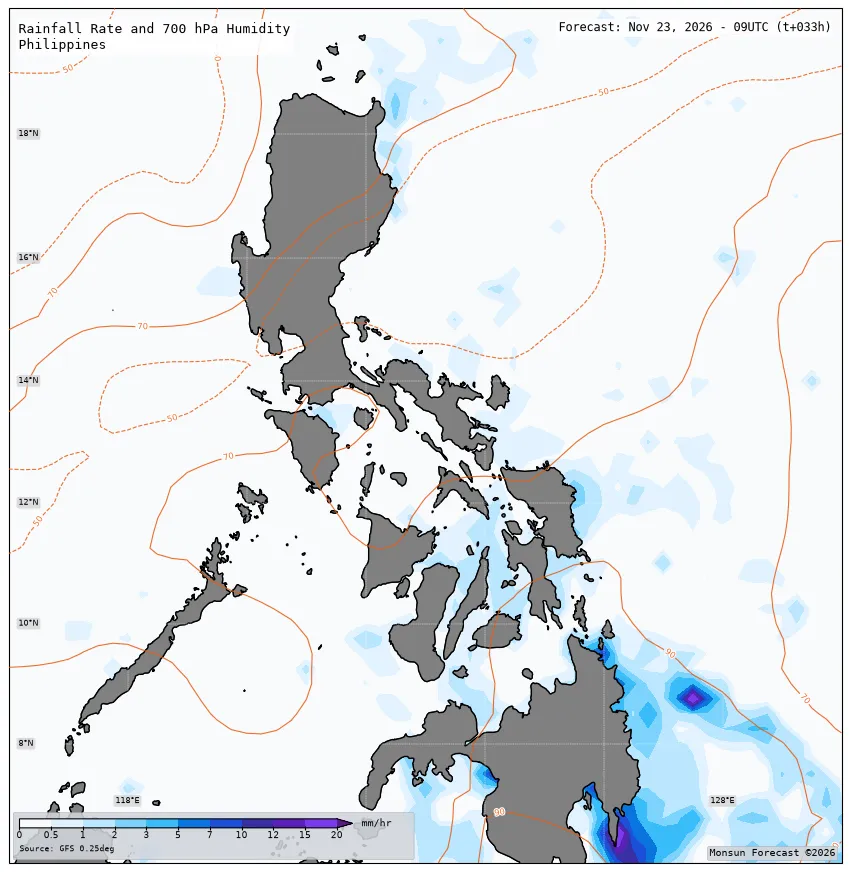 Rainfall Rate and 700 hPa Humidity
Philippines
Forecast: Nov 23, 2026 - 09UTC (t+033h)
50
0
50
18°N
16°N
70
70
14°N
50
70
12°N
50
10°N
90
70
8°N
118°E
128°E
90
0 0.5 1 2 3 5 7 10 12 15 20 mm/hr
Source: GFS 0.25deg
Monsun Forecast ©2026